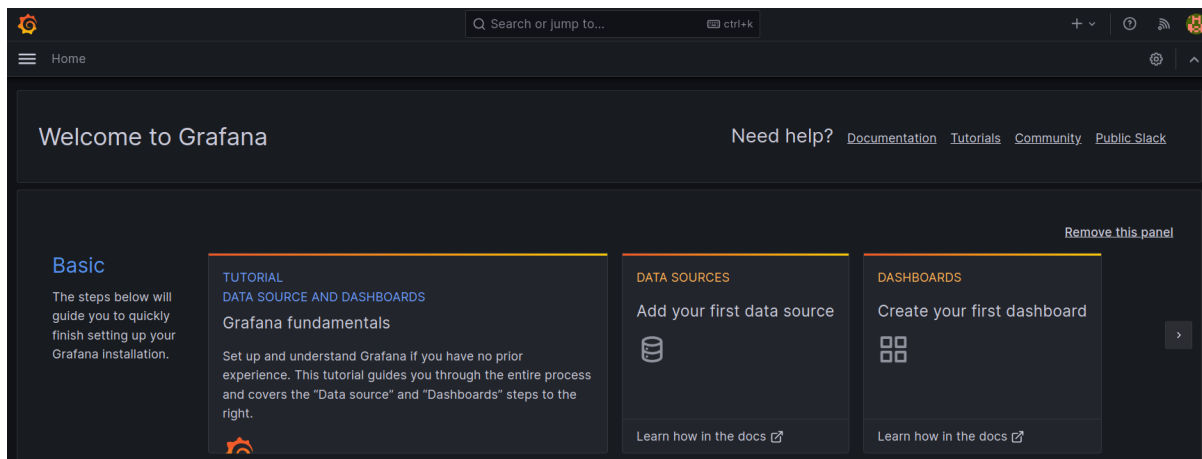 Search or jump to...
ctrl+k
Home
Welcome to Grafana
Need help?
Documentation
Tutorials
Community
Public Slack
Remove this panel
Basic
The steps below will
guide you to quickly
finish setting up your
Grafana installation.
TUTORIAL
DATA SOURCE AND DASHBOARDS
Grafana fundamentals
Set up and understand Grafana if you have no prior
experience. This tutorial guides you through the entire process
and covers the “Data source” and “Dashboards” steps to the
right.
DATA SOURCES
Add your first data source
Learn how in the docs
DASHBOARDS
Create your first dashboard
Learn how in the docs